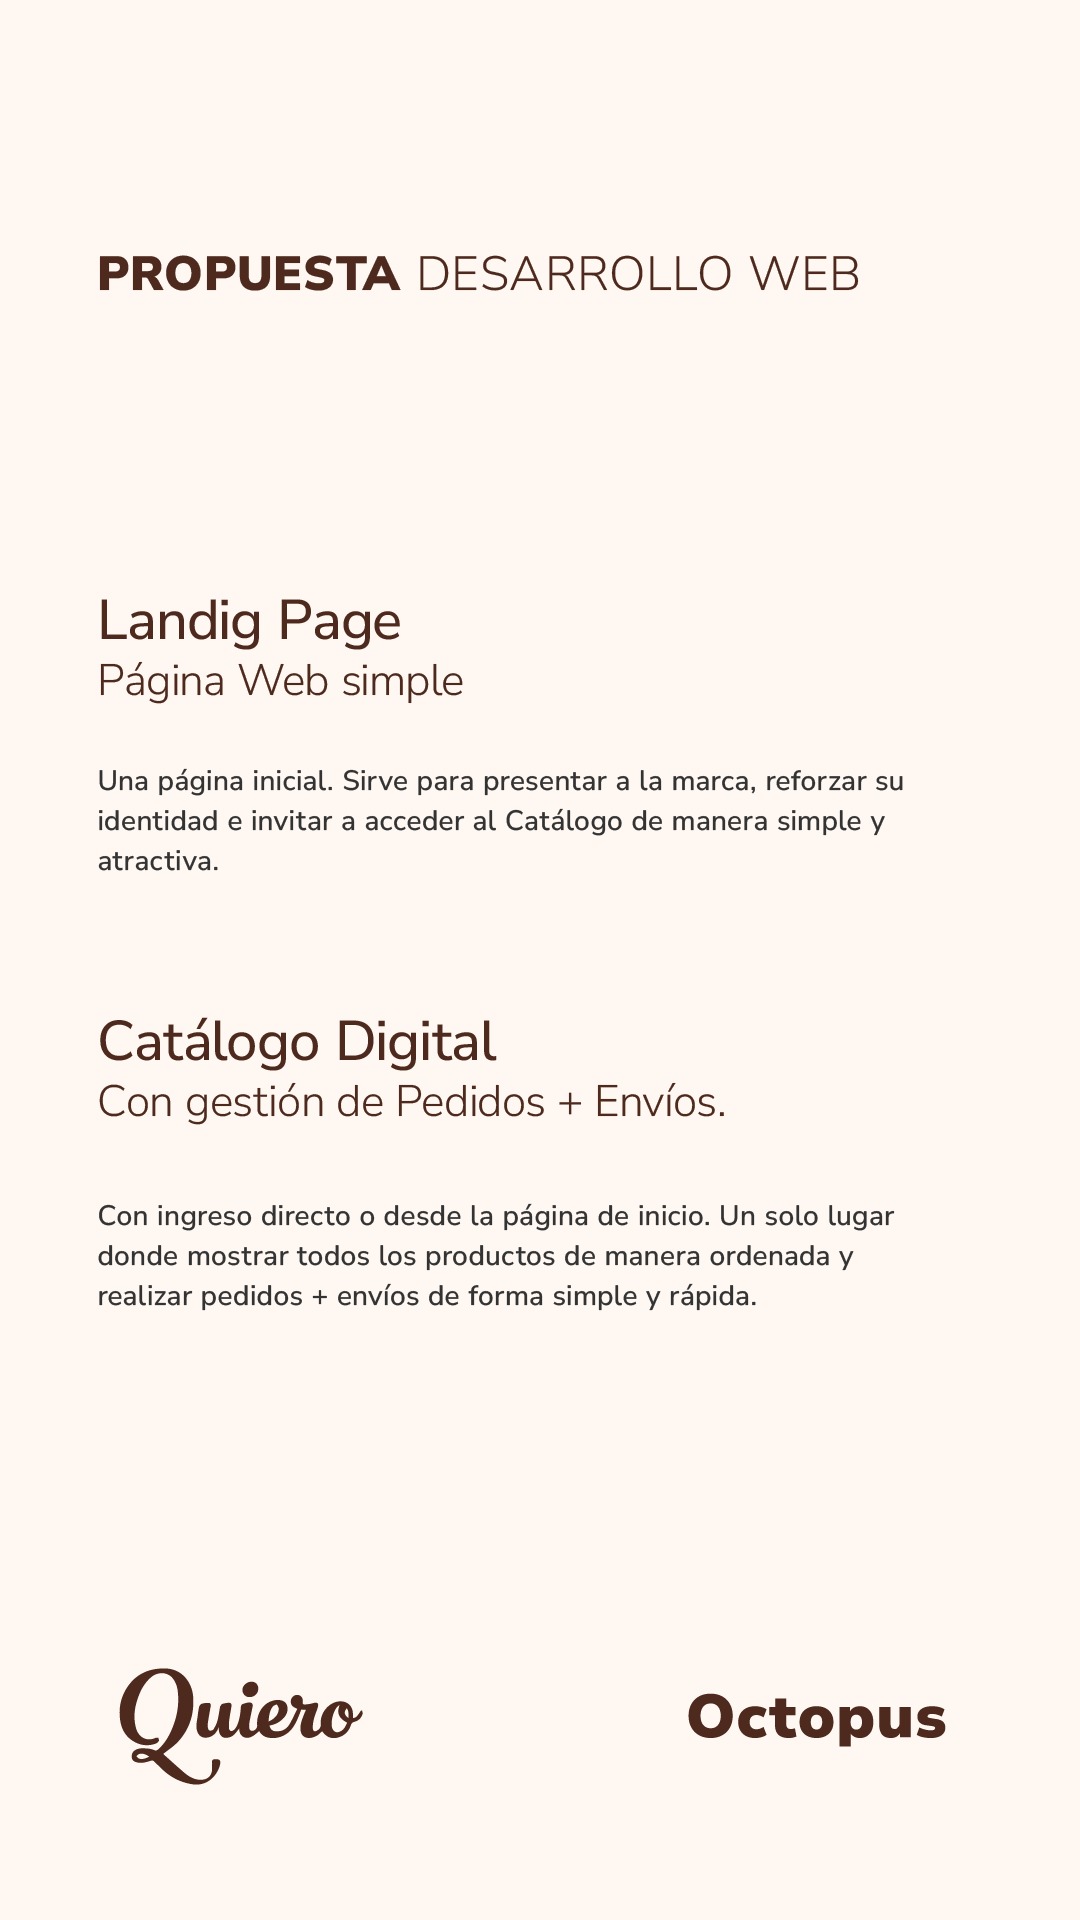 PROPUESTA DESARROLLO WEB
Landig Page
Página Web simple
Una página inicial. Sirve para presentar a la marca, reforzar su
identidad e invitar a acceder al Catálogo de manera simple y
atractiva.
Catálogo Digital
Con gestión de Pedidos + Envíos.
Con ingreso directo o desde la página de inicio. Un solo lugar
donde mostrar todos los productos de manera ordenada y
realizar pedidos + envíos de forma simple y rápida.
Quiero
Octopus